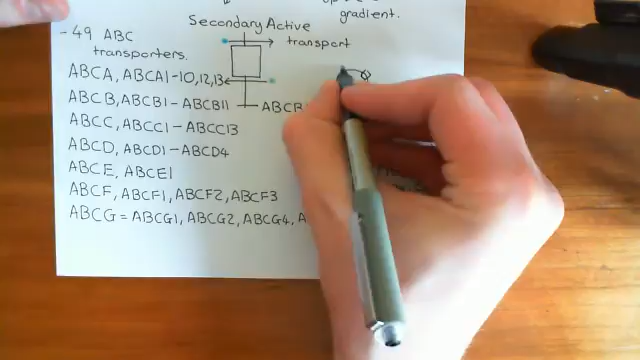 gradient.
Secondary Active
transport
- 49 ABC
transporters.
ABCA, ABCA1-10,12,13
ABCB, ABCB1 - ABCB11
ABCB
ABCC, ABCC1 - ABCC13
ABCD, ABCD1 - ABCD4
ABCE, ABCE1
ABCF, ABCF1, ABCF2, ABCF3
ABCG = ABCG1, ABCG2, ABCG4, A